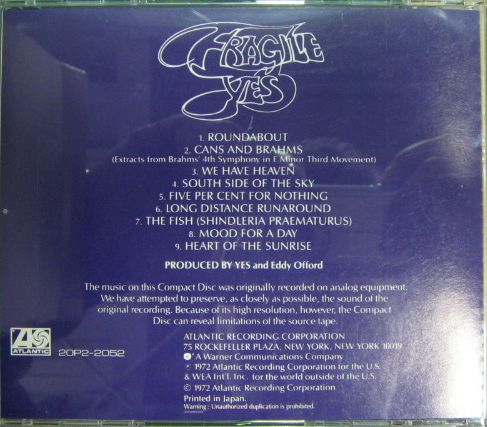 FRAGILE
YES
1. ROUNDABOUT
2. CANS AND BRAHMS
(Extracts from Brahms' 4th Symphony in E Minor Third Movement)
3. WE HAVE HEAVEN
4. SOUTH SIDE OF THE SKY
5. FIVE PER CENT FOR NOTHING
6. LONG DISTANCE RUNAROUND
7. THE FISH (SHINDLERIA PRAEMATURUS)
8. MOOD FOR A DAY
9. HEART OF THE SUNRISE
PRODUCED BY YES and Eddy Offord
The music on this Compact Disc was originally recorded on analog equipment.
We have attempted to preserve, as closely as possible, the sound of the
original recording. Because of its high resolution, however, the Compact
Disc can reveal limitations of the source tape.
ATLANTIC
20P2-2052
ATLANTIC RECORDING CORPORATION
75 ROCKEFELLER PLAZA, NEW YORK, NEW YORK 10019
A Warner Communications Company
℗ 1972 Atlantic Recording Corporation for the U.S.
& WEA Int'l. Inc. for the world outside of the U.S.
© 1972 Atlantic Recording Corporation
Printed in Japan.
Warning : Unauthorized duplication is prohibited.